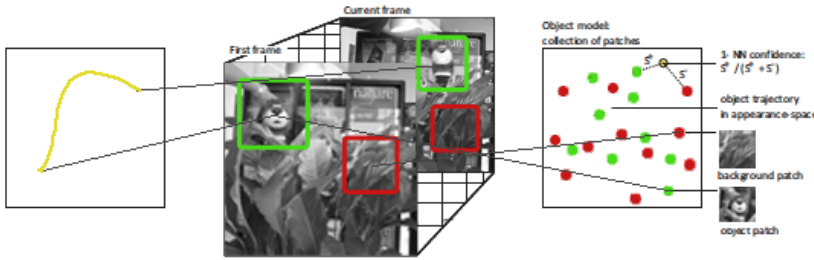 Current frame
First frame
nature
nature
Object model:
collection of patches
S⁺
S⁻
1- NN confidence:
S⁺ / (S⁺ + S⁻)
object trajectory
in appearance-space
background patch
object patch